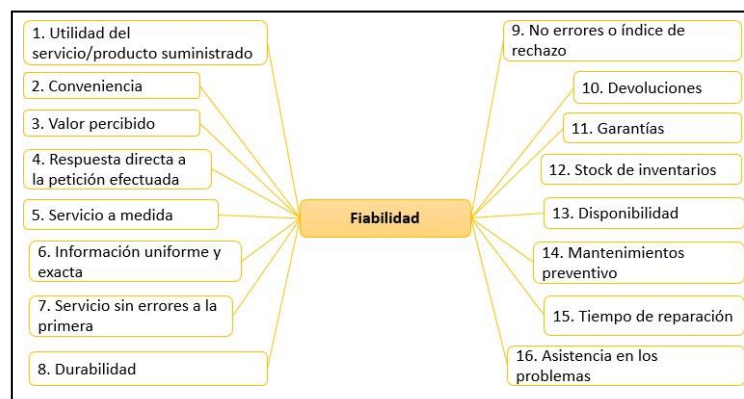 1. Utilidad del
servicio/producto suministrado
2. Conveniencia
3. Valor percibido
4. Respuesta directa a
la petición efectuada
5. Servicio a medida
6. Información uniforme y
exacta
7. Servicio sin errores a la
primera
8. Durabilidad
Fiabilidad
9. No errores o índice de
rechazo
10. Devoluciones
11. Garantías
12. Stock de inventarios
13. Disponibilidad
14. Mantenimientos
preventivo
15. Tiempo de reparación
16. Asistencia en los
problemas